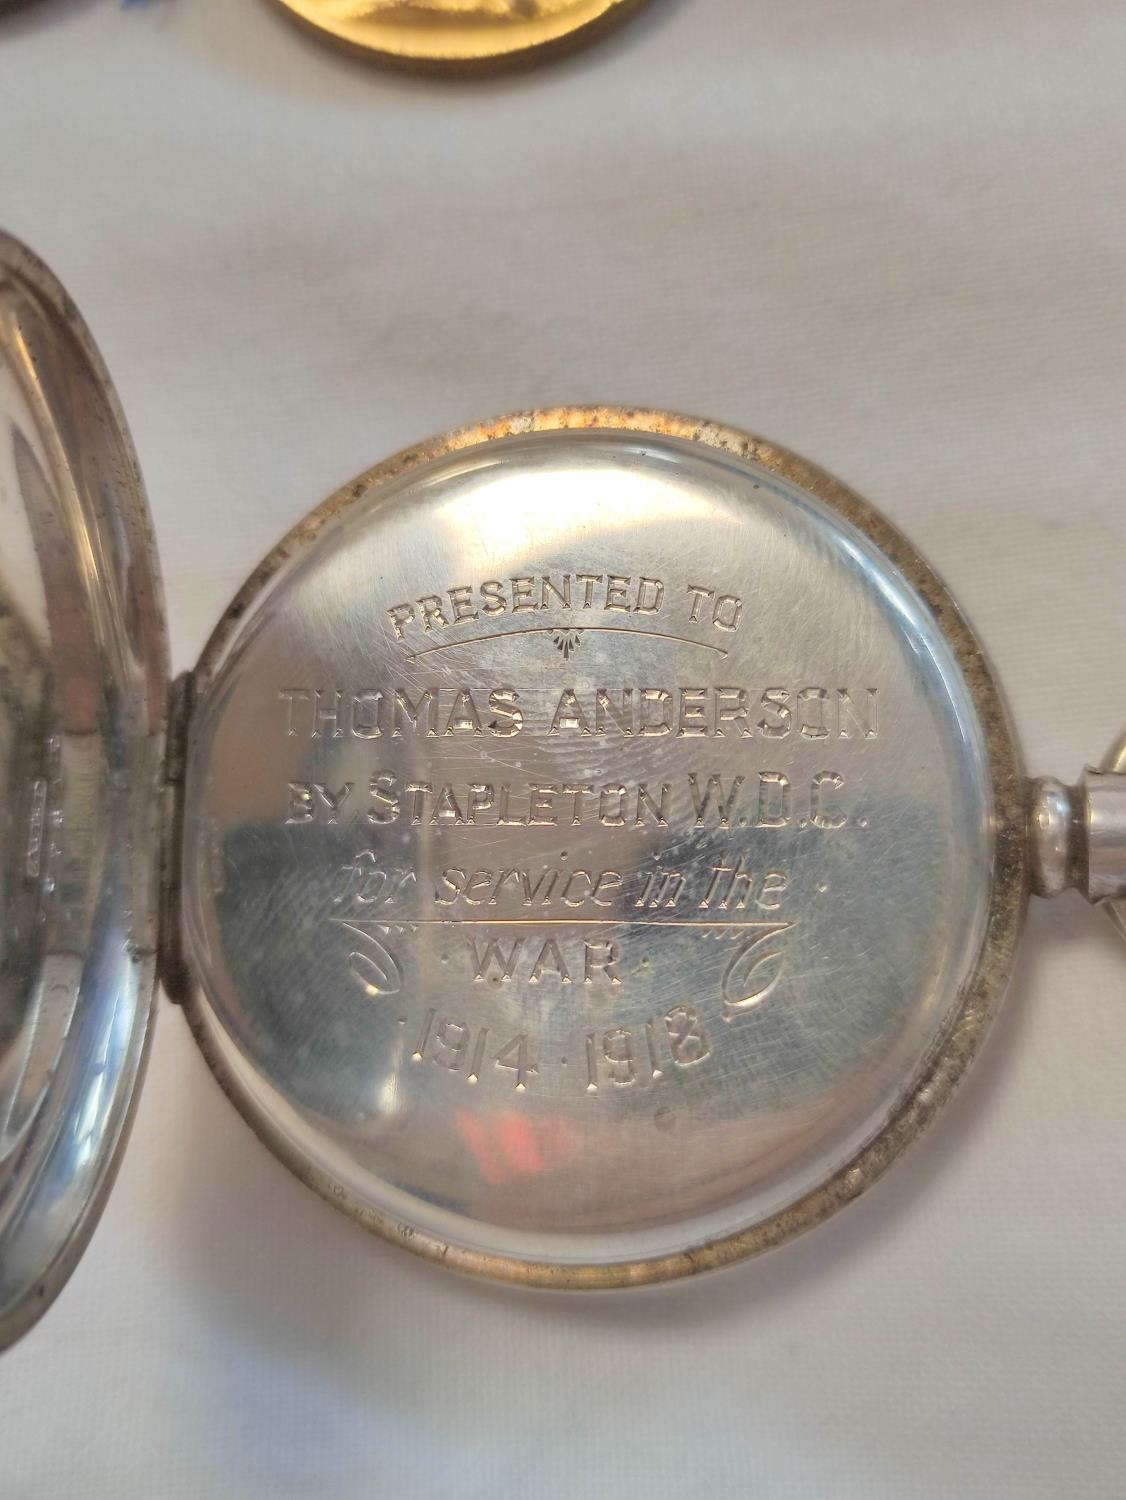 PRESENTED TO
THOMAS ANDERSON
BY STAPLETON W.D.C.
for service in the
WAR
1914 · 1918